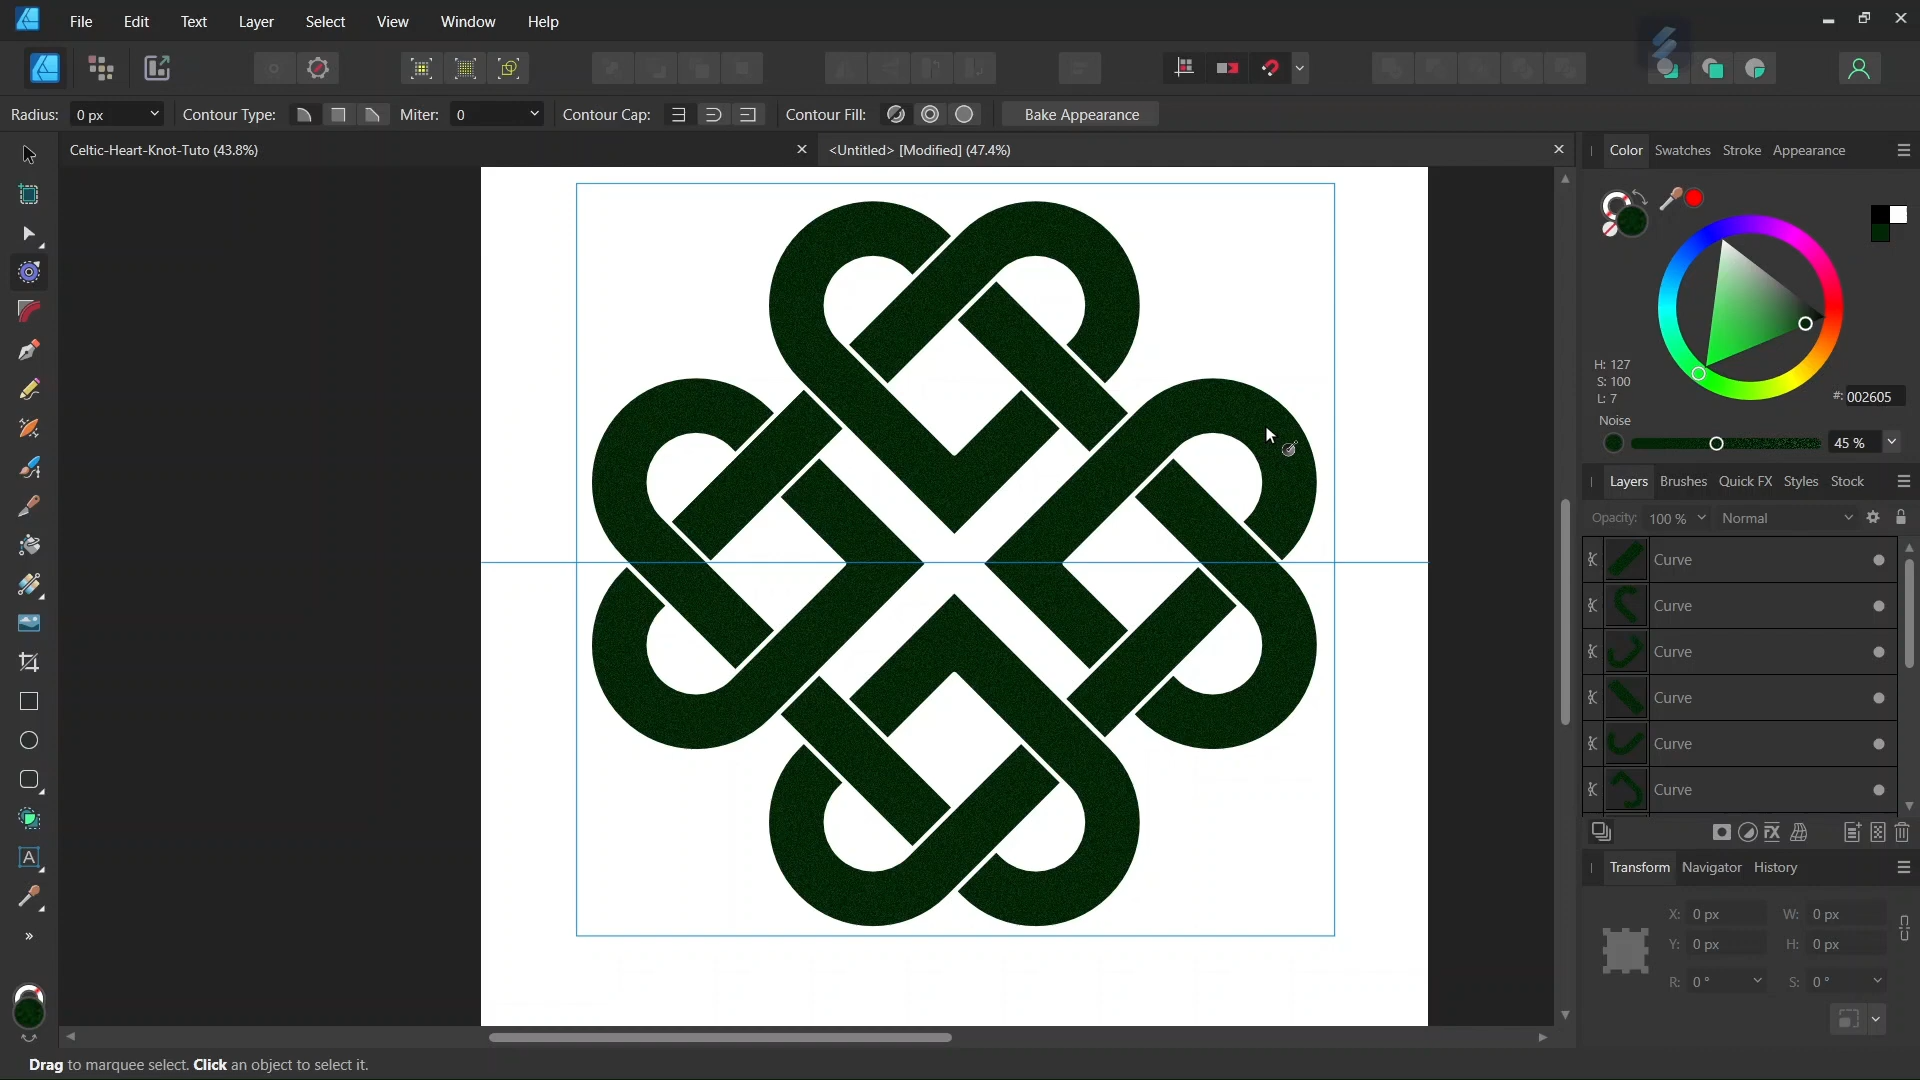 File Edit Text Layer Select View Window Help
Radius: 0 px Contour Type: Miter: 0 Contour Cap: Contour Fill: Bake Appearance
Celtic-Heart-Knot-Tuto (43.8%) <Untitled> [Modified] (47.4%)
Color Swatches Stroke Appearance
H: 127
S: 100
L: 7
#: 002605
Noise
45 %
Layers Brushes Quick FX Styles Stock
Opacity: 100 % Normal
Curve
Curve
Curve
Curve
Curve
Curve
Transform Navigator History
X: 0 px W: 0 px
Y: 0 px H: 0 px
R: 0 ° S: 0 °
Drag to marquee select. Click an object to select it.